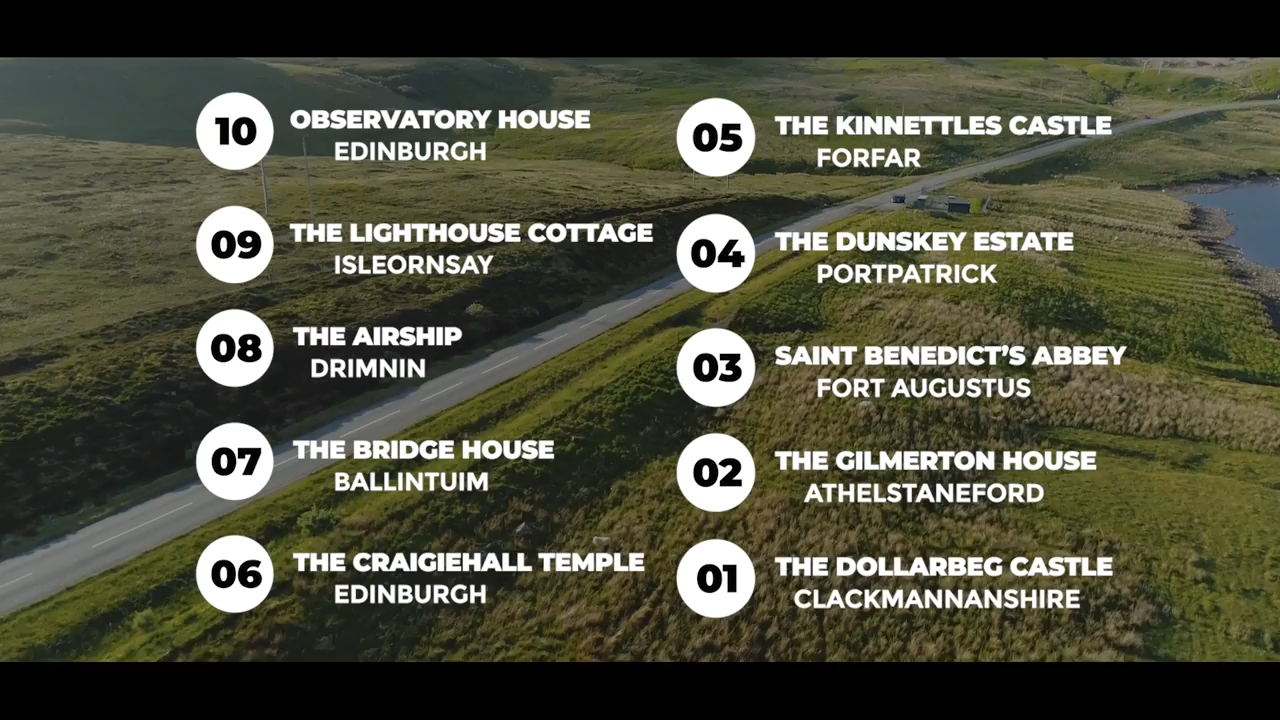 10
OBSERVATORY HOUSE
EDINBURGH
09
THE LIGHTHOUSE COTTAGE
ISLEORNSAY
08
THE AIRSHIP
DRIMNIN
07
THE BRIDGE HOUSE
BALLINTUIM
06
THE CRAIGIEHALL TEMPLE
EDINBURGH
05
THE KINNETTLES CASTLE
FORFAR
04
THE DUNSKEY ESTATE
PORTPATRICK
03
SAINT BENEDICT'S ABBEY
FORT AUGUSTUS
02
THE GILMERTON HOUSE
ATHELSTANEFORD
01
THE DOLLARBEG CASTLE
CLACKMANNANSHIRE